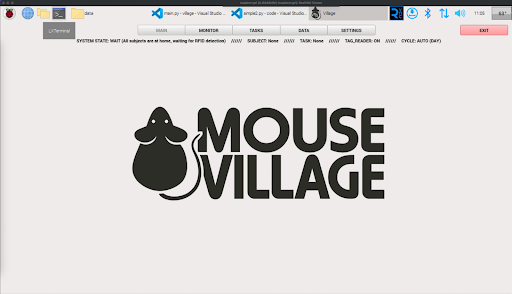 data
main.py - village - Visual Studio...
simple2.py - code - Visual Studio...
Village
11:05
63°
LXTerminal
MAIN
MONITOR
TASKS
DATA
SETTINGS
EXIT
SYSTEM STATE: WAIT (All subjects are at home, waiting for RFID detection) ////// SUBJECT: None ////// TASK: None ////// TAG_READER: ON ////// CYCLE: AUTO (DAY)
MOUSE
VILLAGE